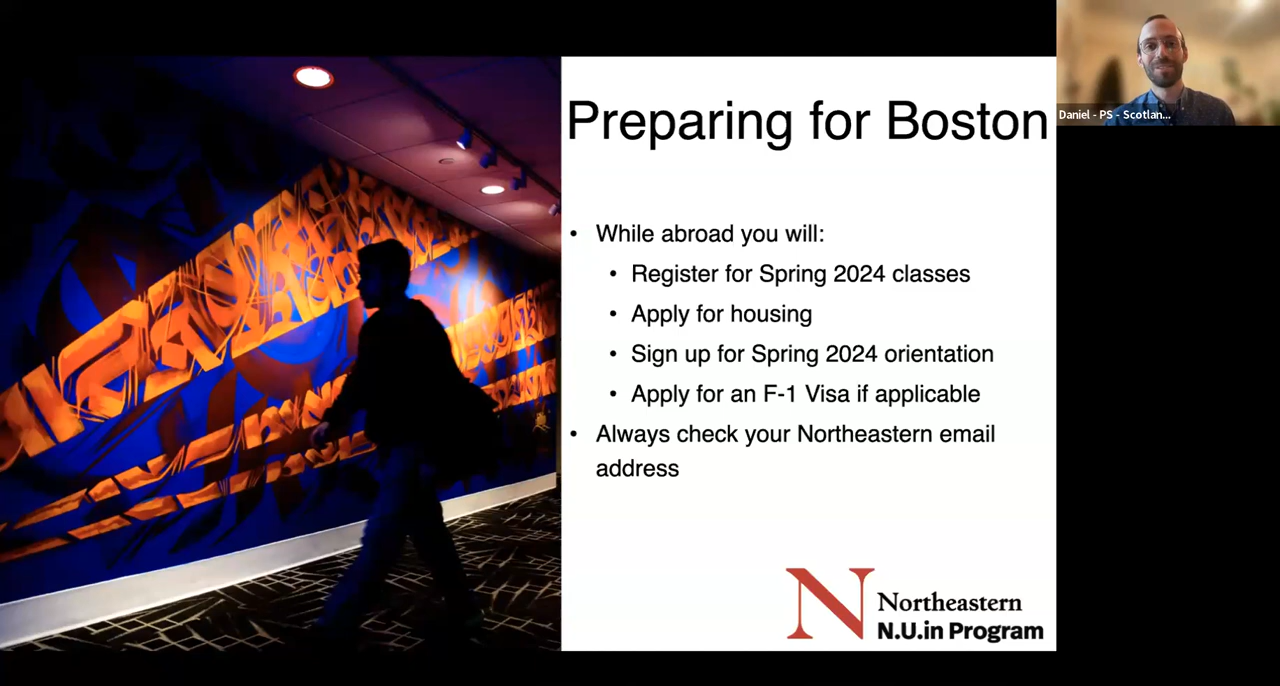 Preparing for Boston
• While abroad you will:
• Register for Spring 2024 classes
• Apply for housing
• Sign up for Spring 2024 orientation
• Apply for an F-1 Visa if applicable
• Always check your Northeastern email
address
N
Northeastern
N.U.in Program
Daniel - PS - Scotlan...